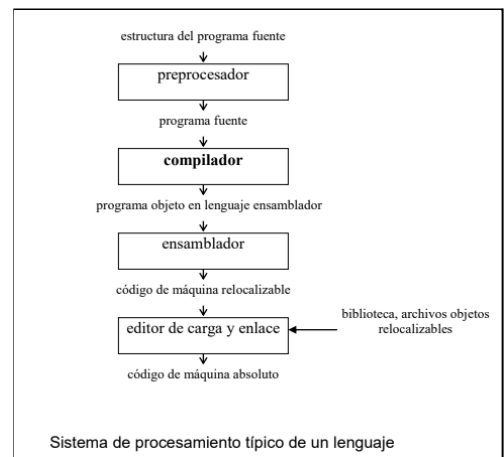 estructura del programa fuente
preprocesador
programa fuente
compilador
programa objeto en lenguaje ensamblador
ensamblador
código de máquina relocalizable
editor de carga y enlace
biblioteca, archivos objetos
relocalizables
código de máquina absoluto
Sistema de procesamiento típico de un lenguaje